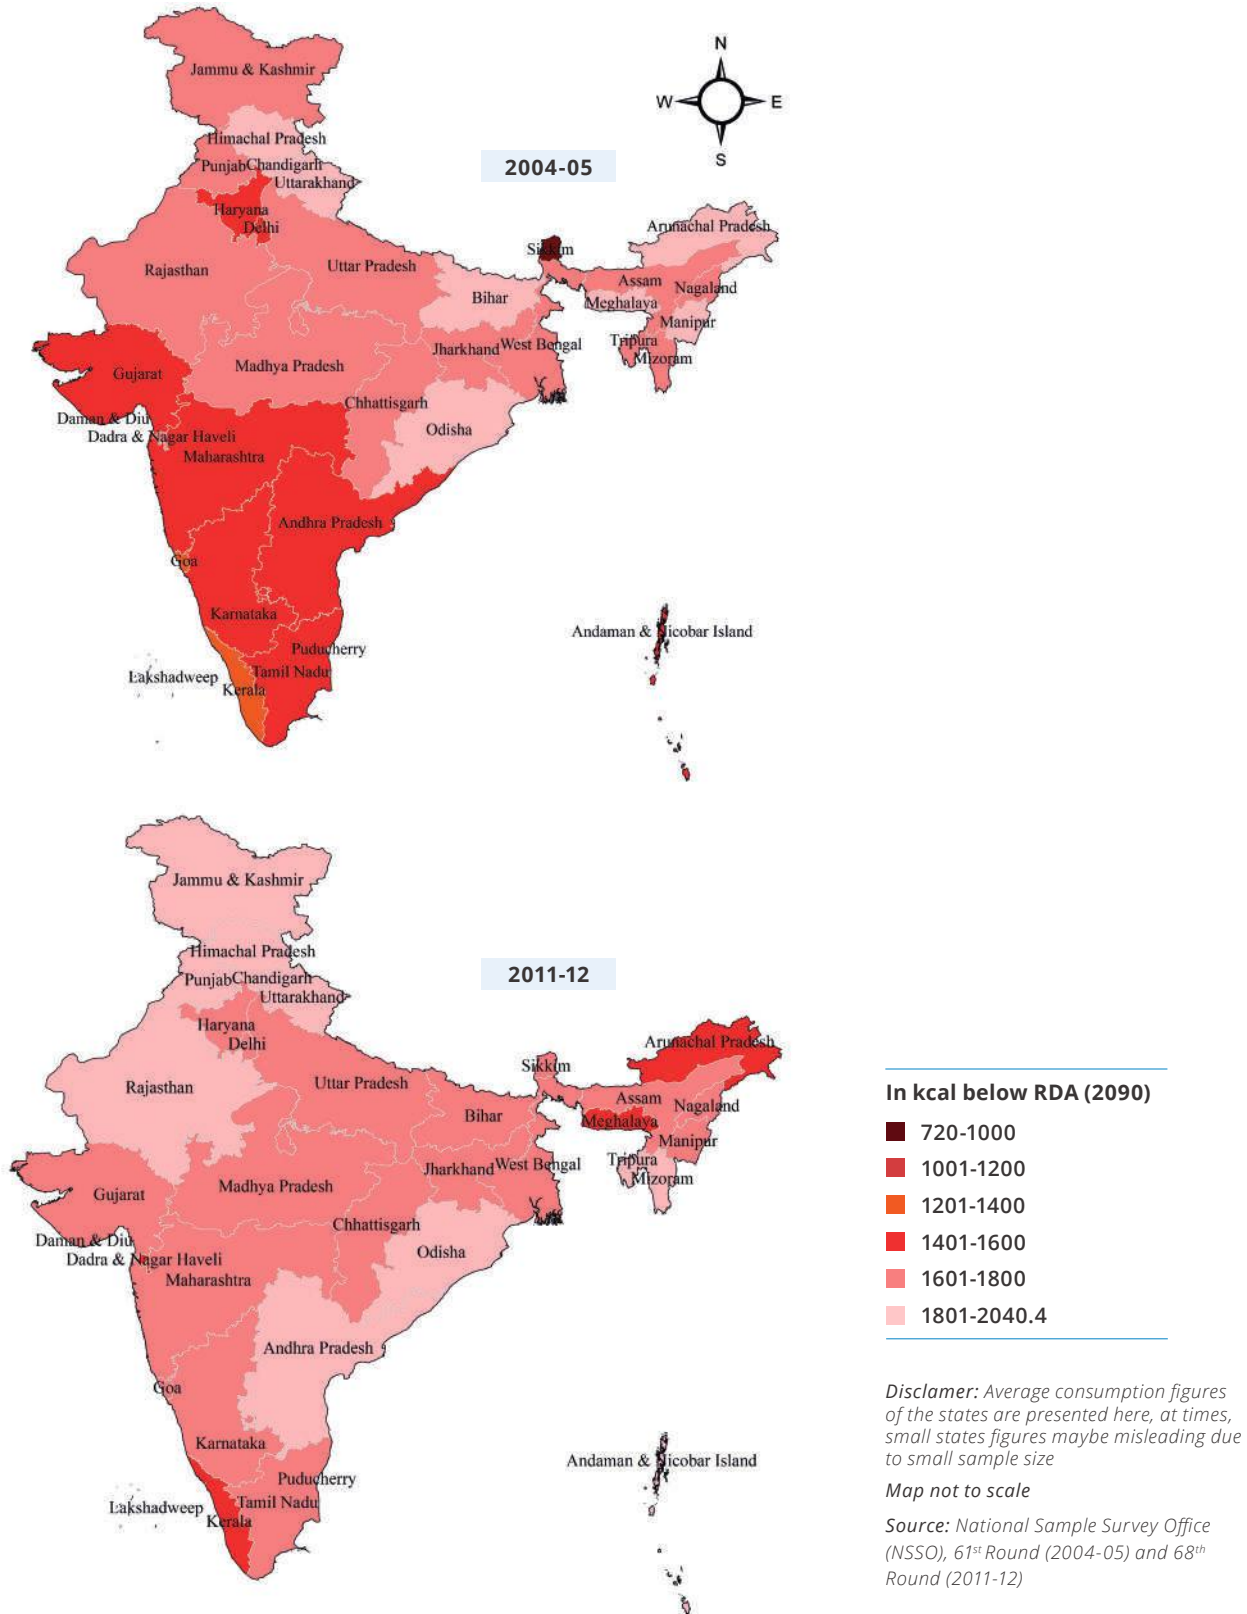 Jammu & Kashmir
N
W
E
S
Himachal Pradesh
2004-05
Punjab
Chandigarh
Uttarakhand
Haryana
Delhi
Arunachal Pradesh
Sikkim
Rajasthan
Uttar Pradesh
Assam
Nagaland
Bihar
Meghalaya
Manipur
Tripura
Jharkhand
West Bengal
Mizoram
Madhya Pradesh
Gujarat
Chhattisgarh
Daman & Diu
Odisha
Dadra & Nagar Haveli
Maharashtra
Andhra Pradesh
Goa
Karnataka
Andaman & Nicobar Island
Puducherry
Lakshadweep
Tamil Nadu
Kerala
Jammu & Kashmir
Himachal Pradesh
2011-12
Punjab
Chandigarh
Uttarakhand
Haryana
Delhi
Arunachal Pradesh
Sikkim
Rajasthan
Uttar Pradesh
Assam
Nagaland
Bihar
Meghalaya
Manipur
Tripura
Jharkhand
West Bengal
Mizoram
Madhya Pradesh
Gujarat
Chhattisgarh
Daman & Diu
Odisha
Dadra & Nagar Haveli
Maharashtra
Andhra Pradesh
Goa
Karnataka
Andaman & Nicobar Island
Puducherry
Lakshadweep
Tamil Nadu
Kerala
In kcal below RDA (2090)
720-1000
1001-1200
1201-1400
1401-1600
1601-1800
1801-2040.4
Disclamer: Average consumption figures
of the states are presented here, at times,
small states figures maybe misleading due
to small sample size
Map not to scale
Source: National Sample Survey Office
(NSSO), 61st Round (2004-05) and 68th
Round (2011-12)